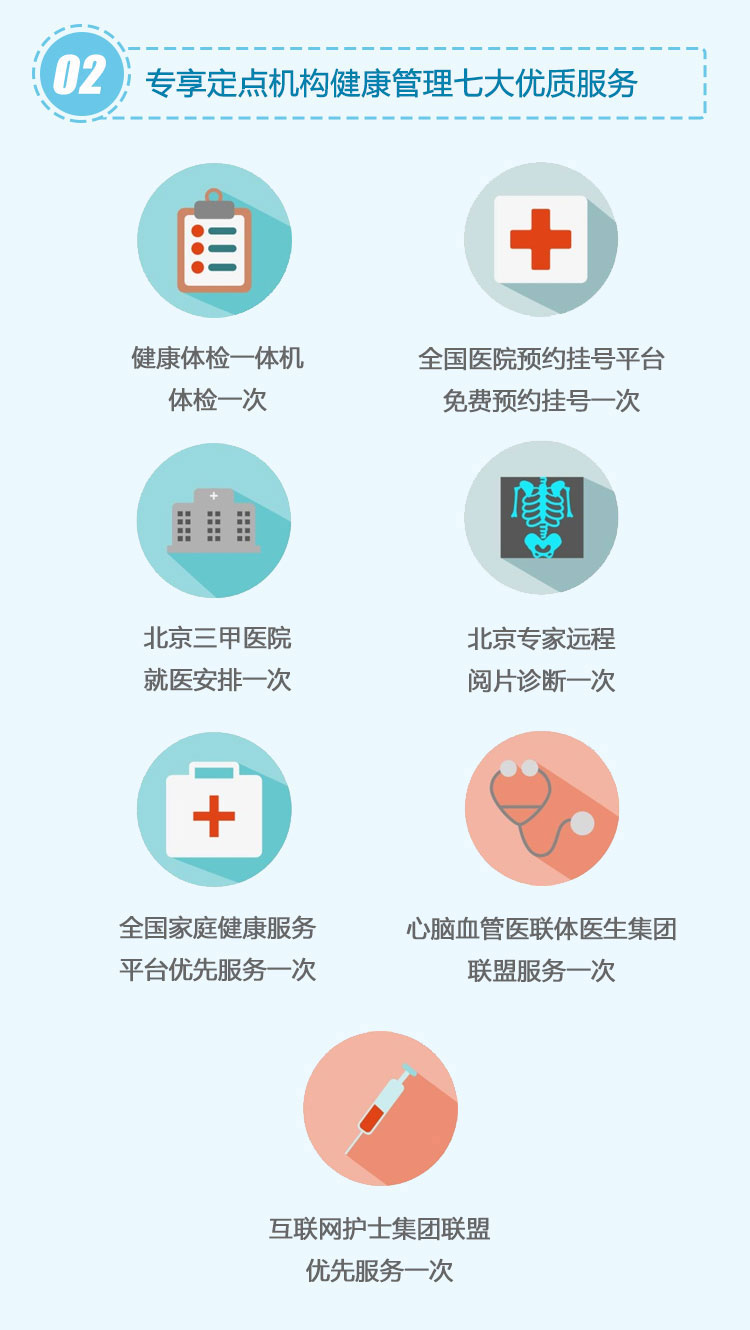 02
专享定点机构健康管理七大优质服务
健康体检一体机
体检一次
全国医院预约挂号平台
免费预约挂号一次
北京三甲医院
就医安排一次
北京专家远程
阅片诊断一次
全国家庭健康服务
平台优先服务一次
心脑血管医联体医生集团
联盟服务一次
互联网护士集团联盟
优先服务一次